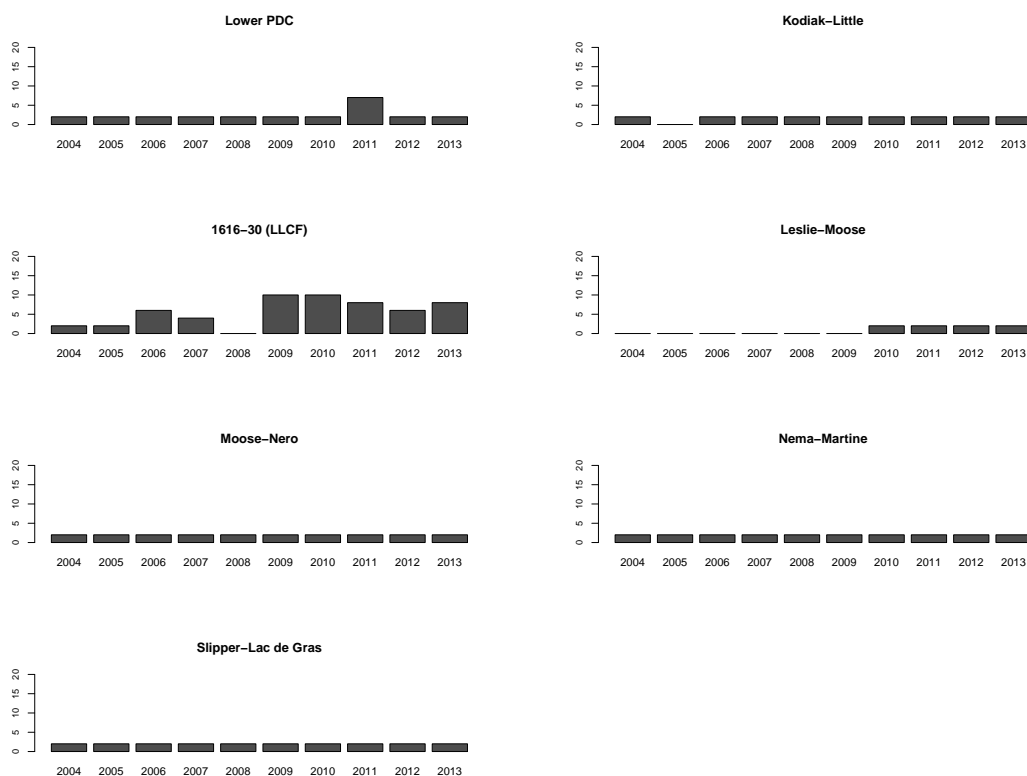 Lower PDC
0 5 10 15 20
2004 2005 2006 2007 2008 2009 2010 2011 2012 2013
Kodiak–Little
0 5 10 15 20
2004 2005 2006 2007 2008 2009 2010 2011 2012 2013
1616–30 (LLCF)
0 5 10 15 20
2004 2005 2006 2007 2008 2009 2010 2011 2012 2013
Leslie–Moose
0 5 10 15 20
2004 2005 2006 2007 2008 2009 2010 2011 2012 2013
Moose–Nero
0 5 10 15 20
2004 2005 2006 2007 2008 2009 2010 2011 2012 2013
Nema–Martine
0 5 10 15 20
2004 2005 2006 2007 2008 2009 2010 2011 2012 2013
Slipper–Lac de Gras
0 5 10 15 20
2004 2005 2006 2007 2008 2009 2010 2011 2012 2013